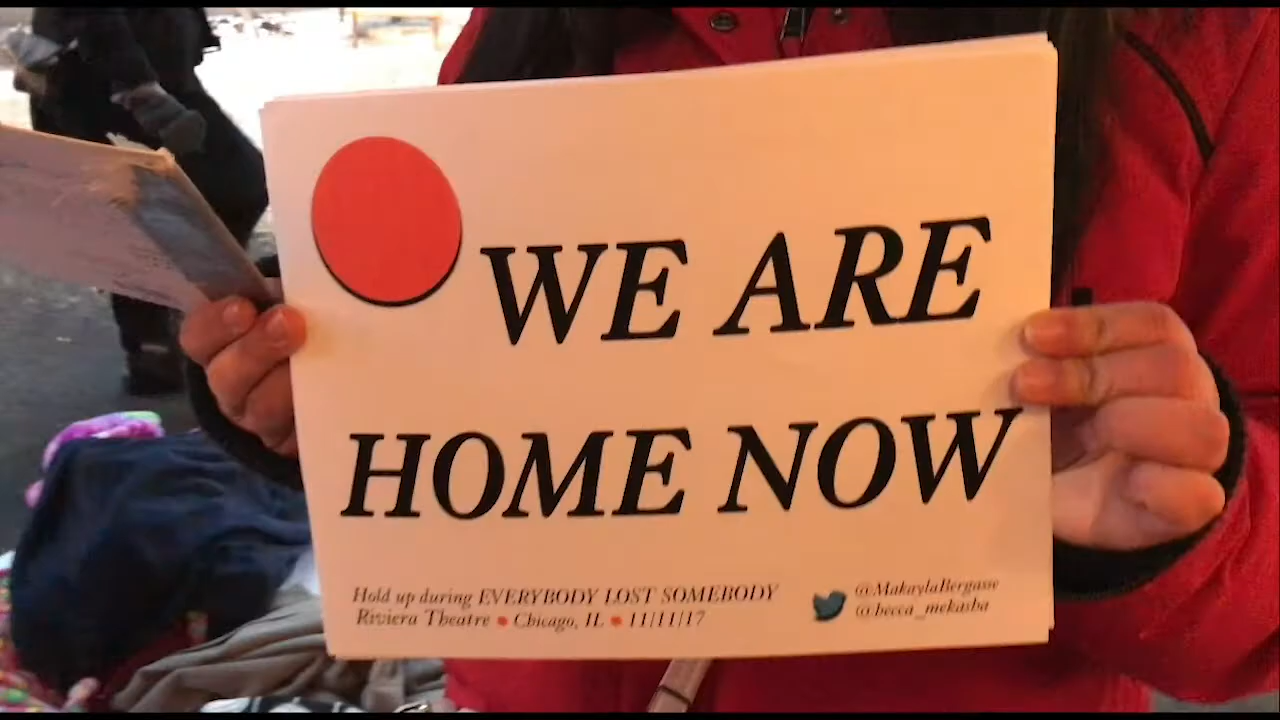 WE ARE
HOME NOW
Hold up during EVERYBODY LOST SOMEBODY
Riviera Theatre • Chicago, IL • 11/11/17
@MakaylaBergasse
@becca_mekasha